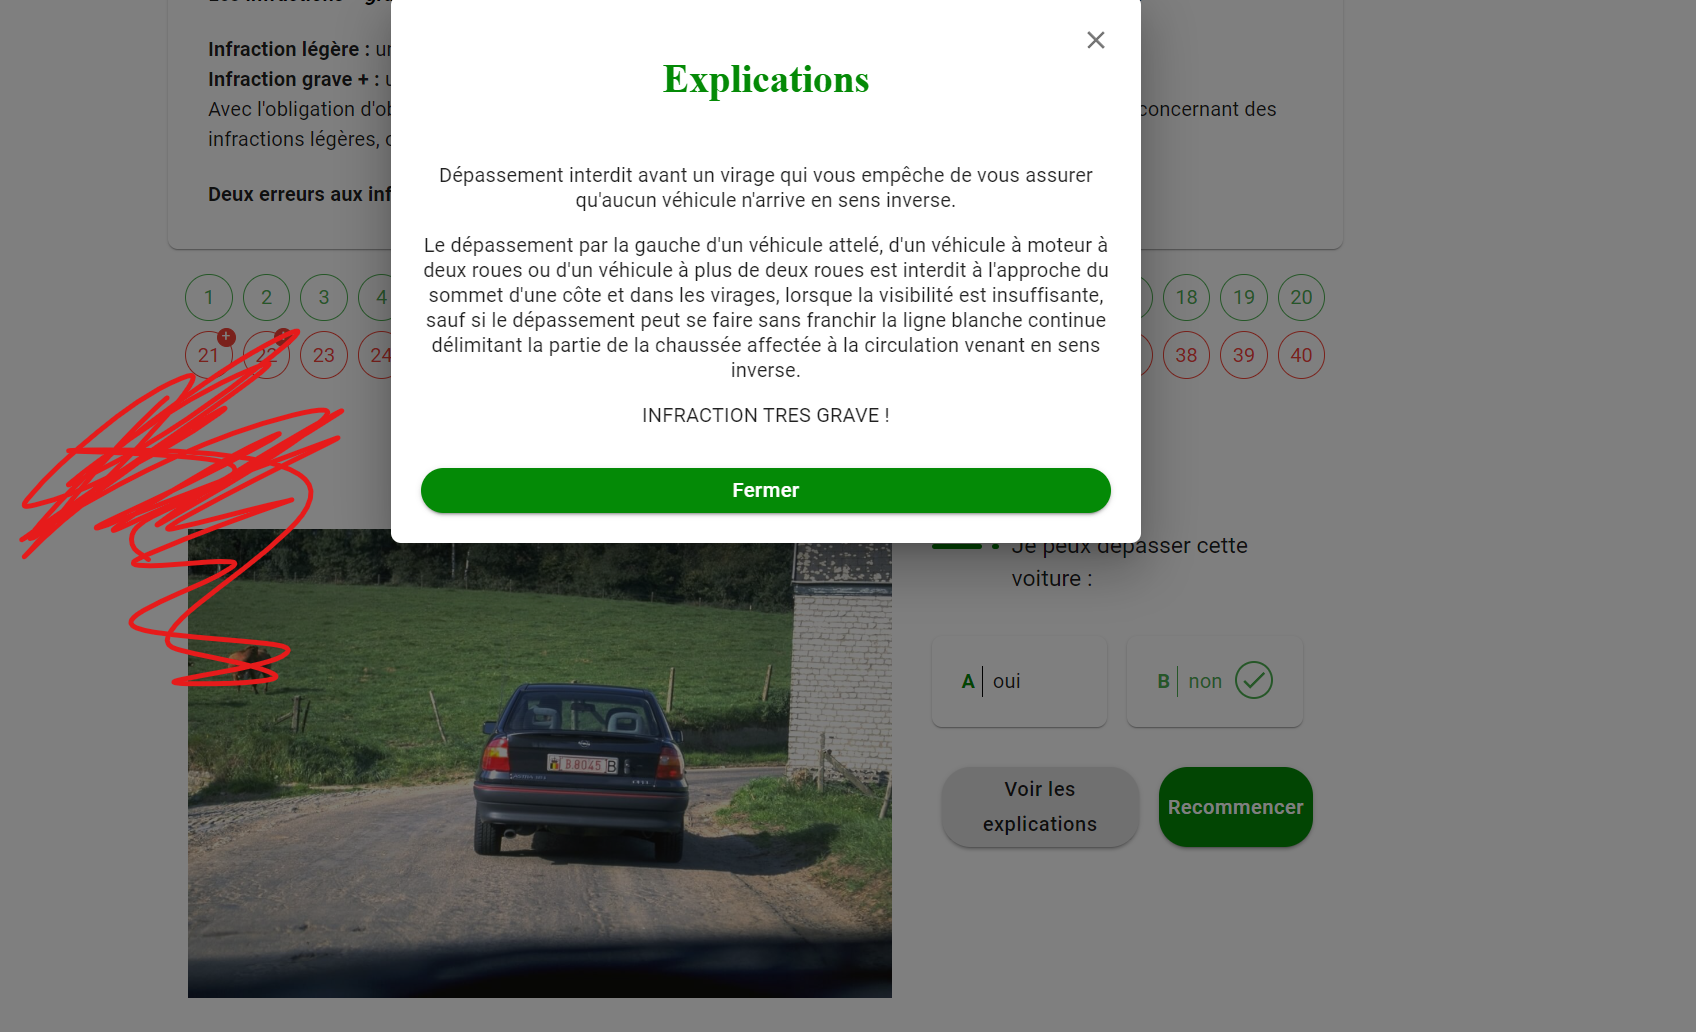 Infraction légère :
Infraction grave + :
Avec l'obligation d'ob
concernant des
infractions légères,
Deux erreurs aux inf
Explications
Dépassement interdit avant un virage qui vous empêche de vous assurer
qu'aucun véhicule n'arrive en sens inverse.
Le dépassement par la gauche d'un véhicule attelé, d'un véhicule à moteur à
deux roues ou d'un véhicule à plus de deux roues est interdit à l'approche du
sommet d'une côte et dans les virages, lorsque la visibilité est insuffisante,
sauf si le dépassement peut se faire sans franchir la ligne blanche continue
délimitant la partie de la chaussée affectée à la circulation venant en sens
inverse.
INFRACTION TRES GRAVE !
Fermer
1 2 3 4 18 19 20
21 + 22 23 24 38 39 40
Je peux dépasser cette
voiture :
A oui
B non
Voir les
explications
Recommencer
B.8045 B